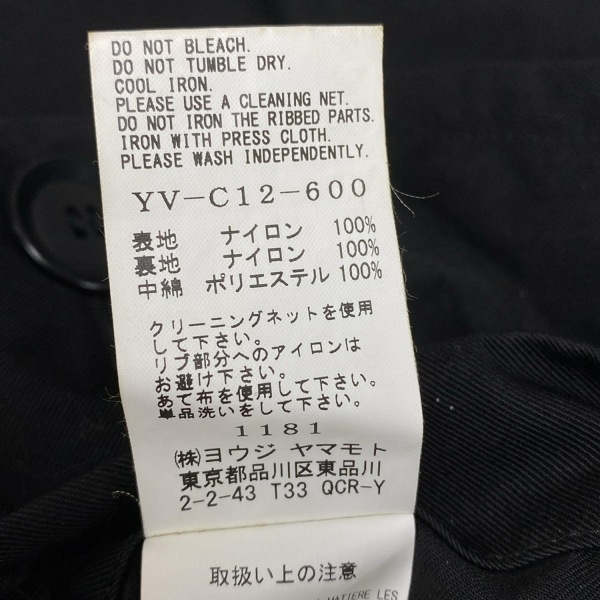 DO NOT BLEACH.
DO NOT TUMBLE DRY.
COOL IRON.
PLEASE USE A CLEANING NET.
DO NOT IRON THE RIBBED PARTS.
IRON WITH PRESS CLOTH.
PLEASE WASH INDEPENDENTLY.
YV-C12-600
表地 ナイロン 100%
裏地 ナイロン 100%
中綿 ポリエステル 100%
クリーニングネットを使用
して下さい。
リブ部分へのアイロンは
お避け下さい。
あて布を使用して下さい。
単品洗いをして下さい。
1181
㈱ヨウジ ヤマモト
東京都品川区東品川
2-2-43 T33 QCR-Y
取扱い上の注意
MATIERE LES